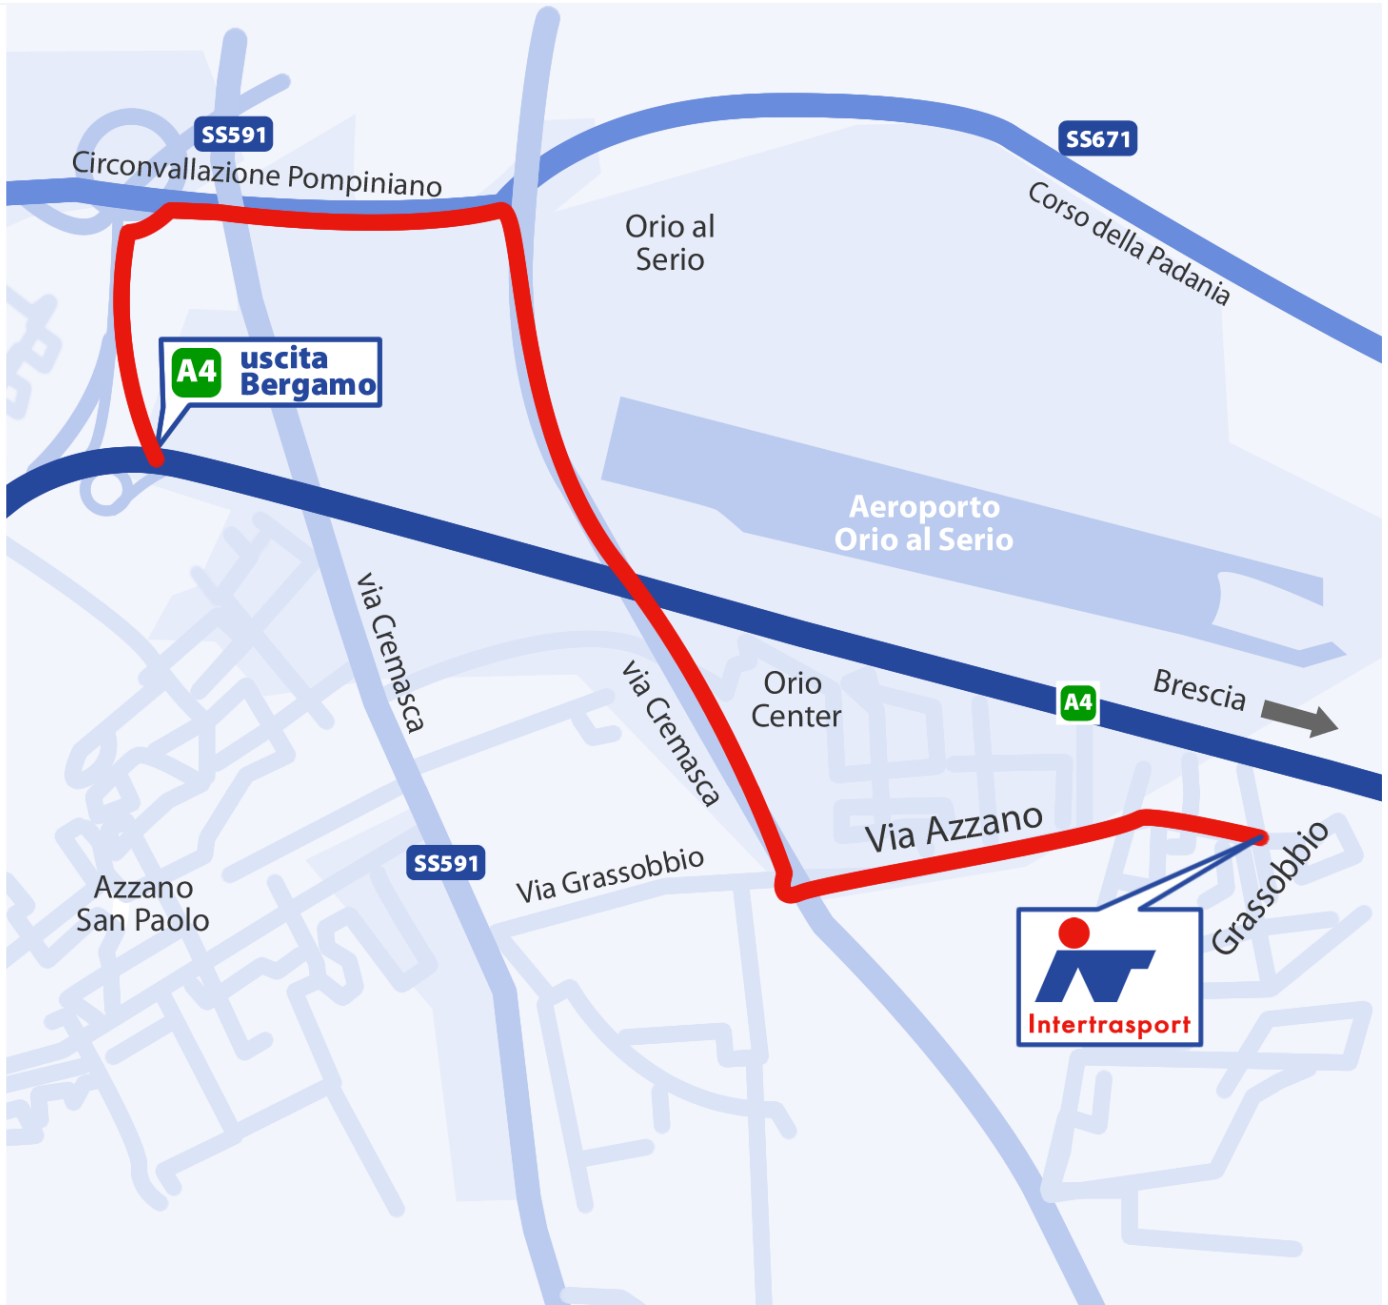 SS591
Circonvallazione Pompiniano
SS671
Corso della Padania
Orio al
Serio
A4
uscita
Bergamo
Aeroporto
Orio al Serio
via Cremasca
via Cremasca
Orio
Center
A4
Brescia
Via Azzano
Grassobbio
SS591
Via Grassobbio
Azzano
San Paolo
Intertrasport